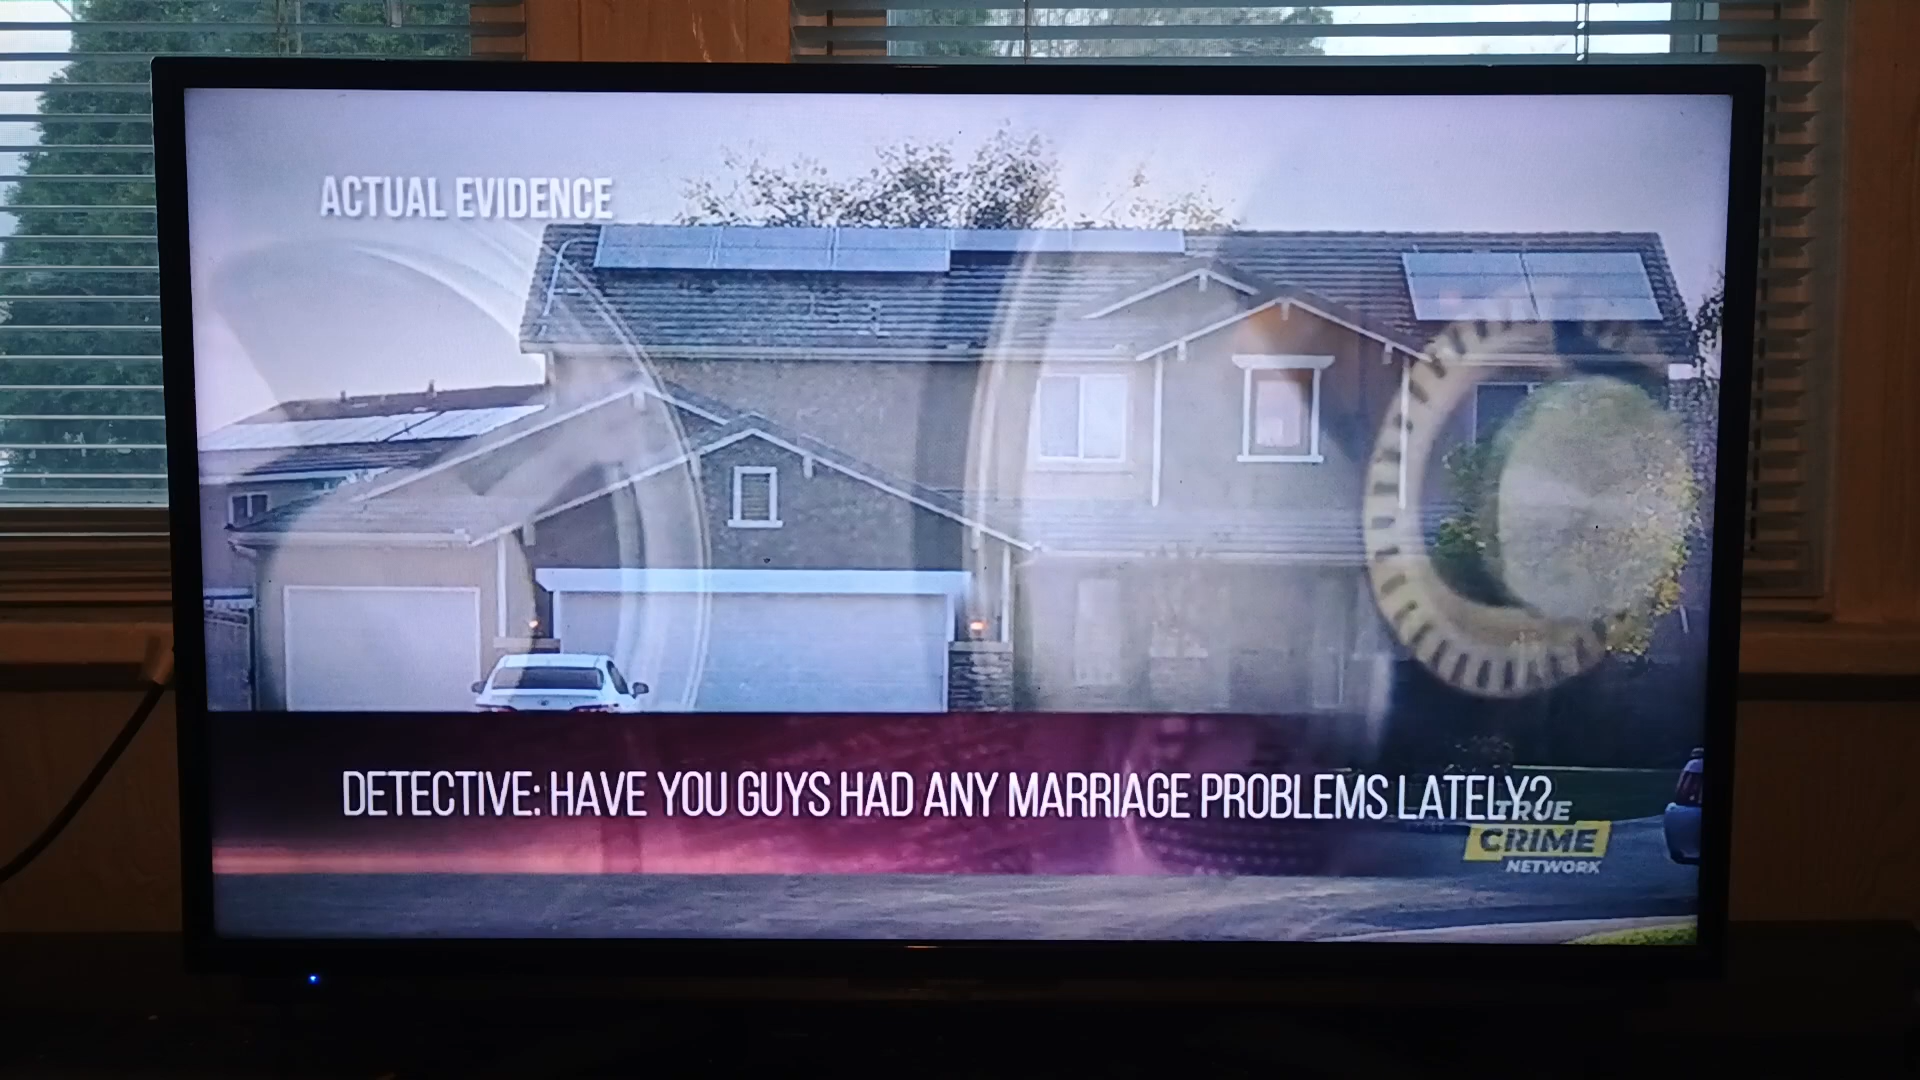 ACTUAL EVIDENCE
DETECTIVE: HAVE YOU GUYS HAD ANY MARRIAGE PROBLEMS LATELY?
TRUE
CRIME
NETWORK